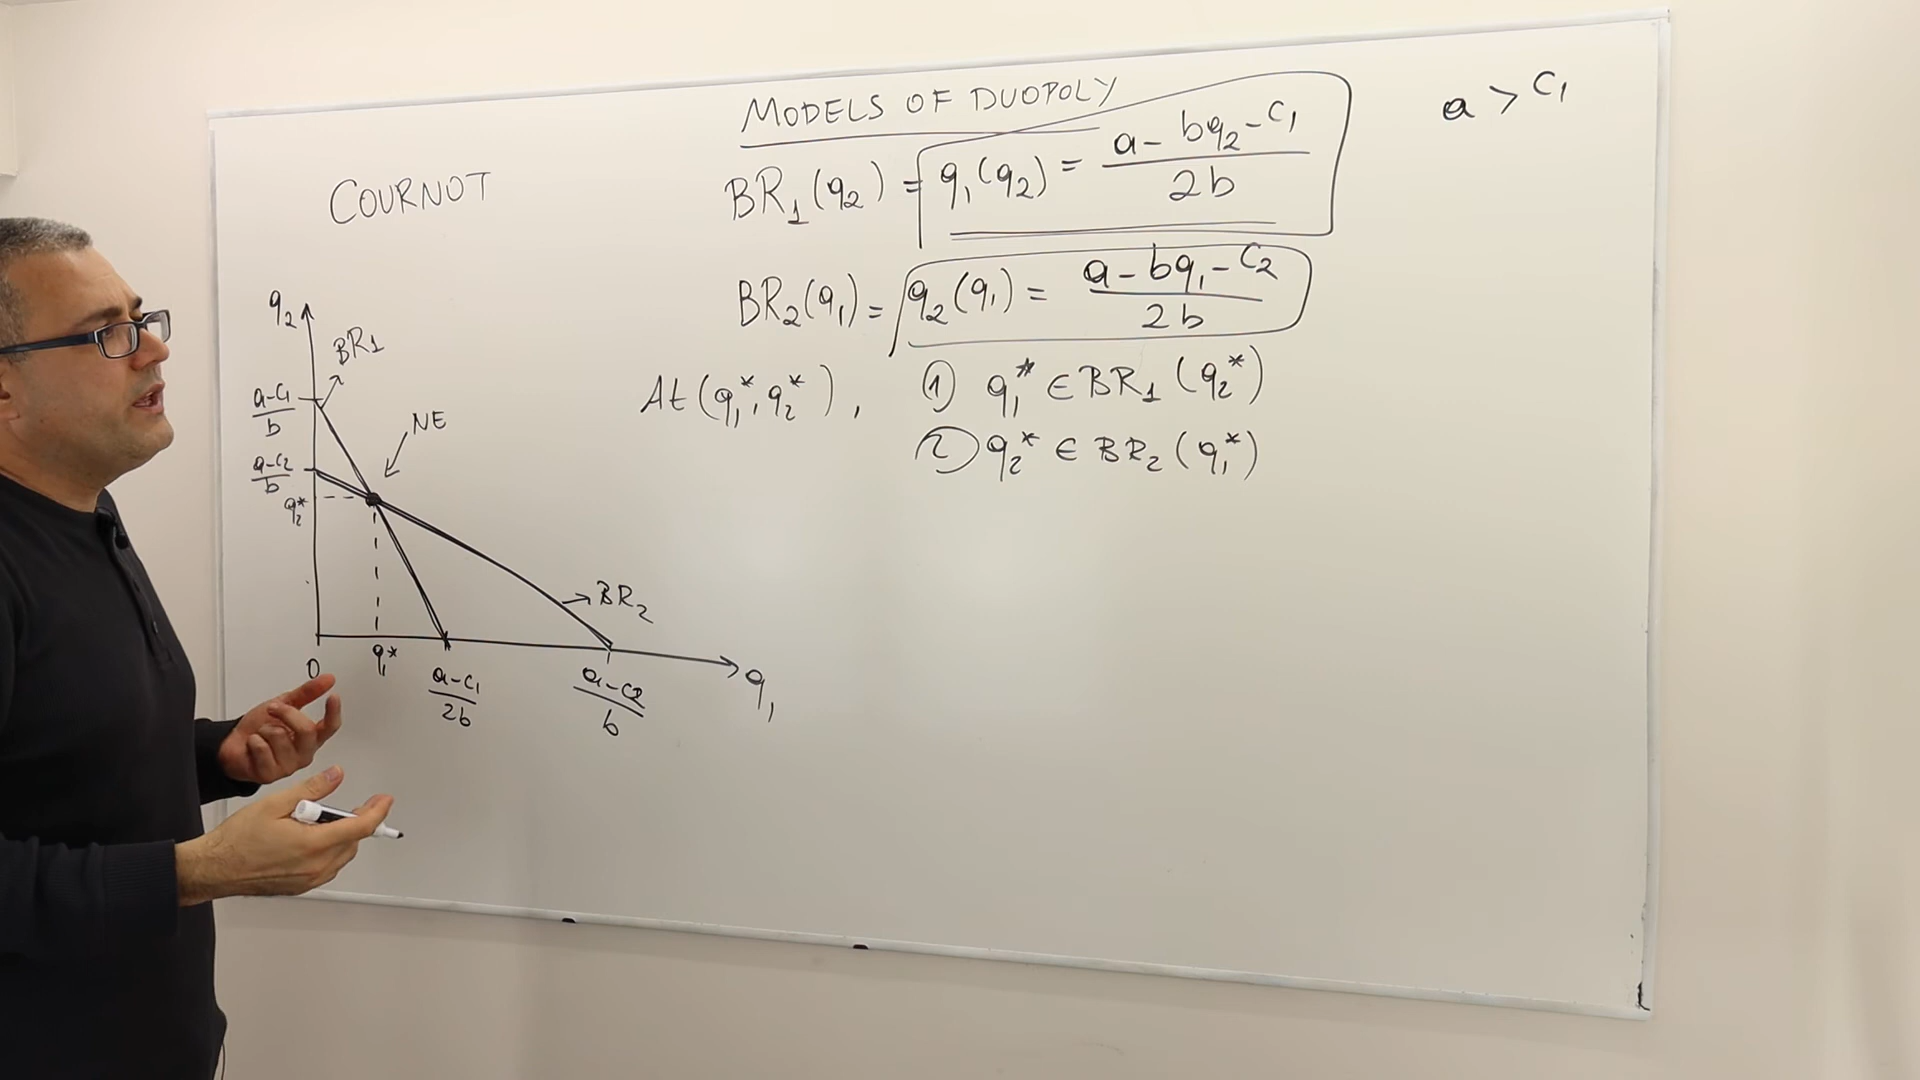 MODELS OF DUOPOLY
a > c₁
COURNOT
BR₁(q₂) = q₁(q₂) = (a - bq₂ - c₁) / 2b
BR₂(q₁) = q₂(q₁) = (a - bq₁ - c₂) / 2b
At (q₁*, q₂*), ① q₁* ∈ BR₁(q₂*)
② q₂* ∈ BR₂(q₁*)
q₂
BR₁
(a-c₁)/b
NE
(a-c₂)/b
q₂*
BR₂
0
q₁*
(a-c₁)/2b
(a-c₂)/b
q₁